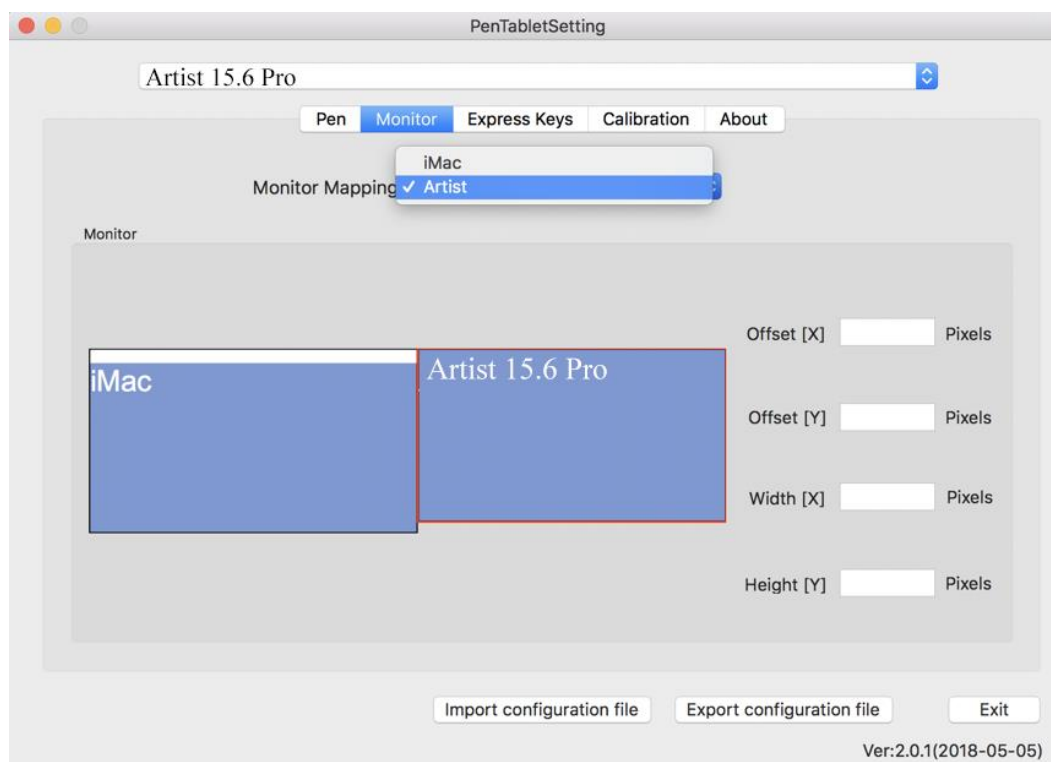 PenTabletSetting
Artist 15.6 Pro
Pen Monitor Express Keys Calibration About
iMac
Monitor Mapping ✓ Artist
Monitor
Offset [X] Pixels
iMac
Artist 15.6 Pro
Offset [Y] Pixels
Width [X] Pixels
Height [Y] Pixels
Import configuration file Export configuration file Exit
Ver:2.0.1(2018-05-05)